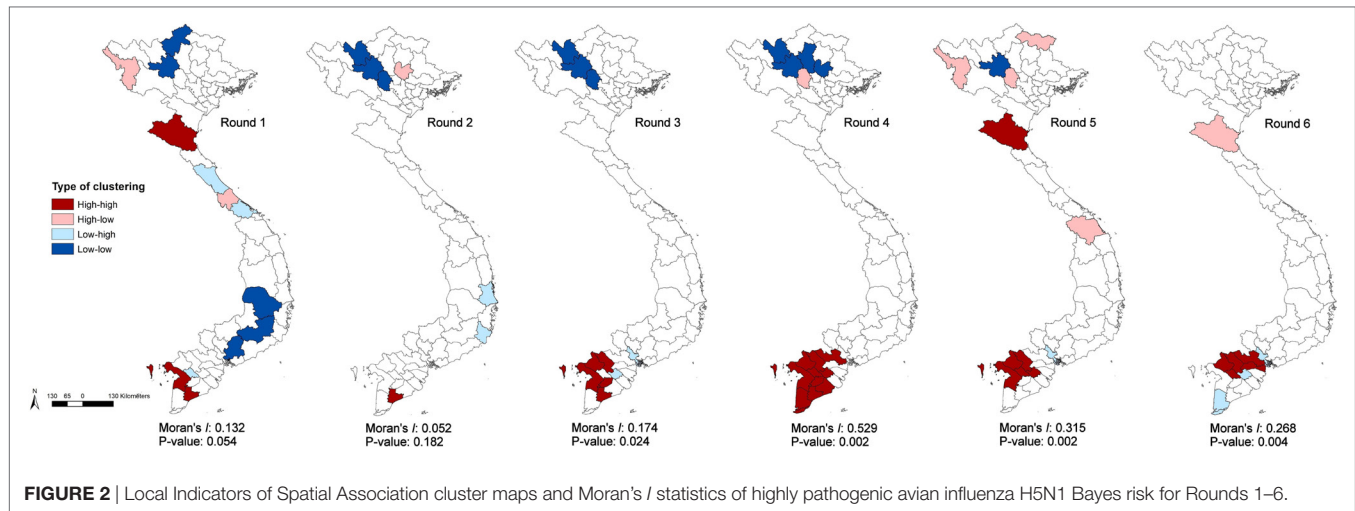 Round 1
Round 2
Round 3
Round 4
Round 5
Round 6
Type of clustering
High-high
High-low
Low-high
Low-low
N
130 65 0 130 Kilometers
Moran's I: 0.132
P-value: 0.054
Moran's I: 0.052
P-value: 0.182
Moran's I: 0.174
P-value: 0.024
Moran's I: 0.529
P-value: 0.002
Moran's I: 0.315
P-value: 0.002
Moran's I: 0.268
P-value: 0.004
FIGURE 2 | Local Indicators of Spatial Association cluster maps and Moran's I statistics of highly pathogenic avian influenza H5N1 Bayes risk for Rounds 1–6.